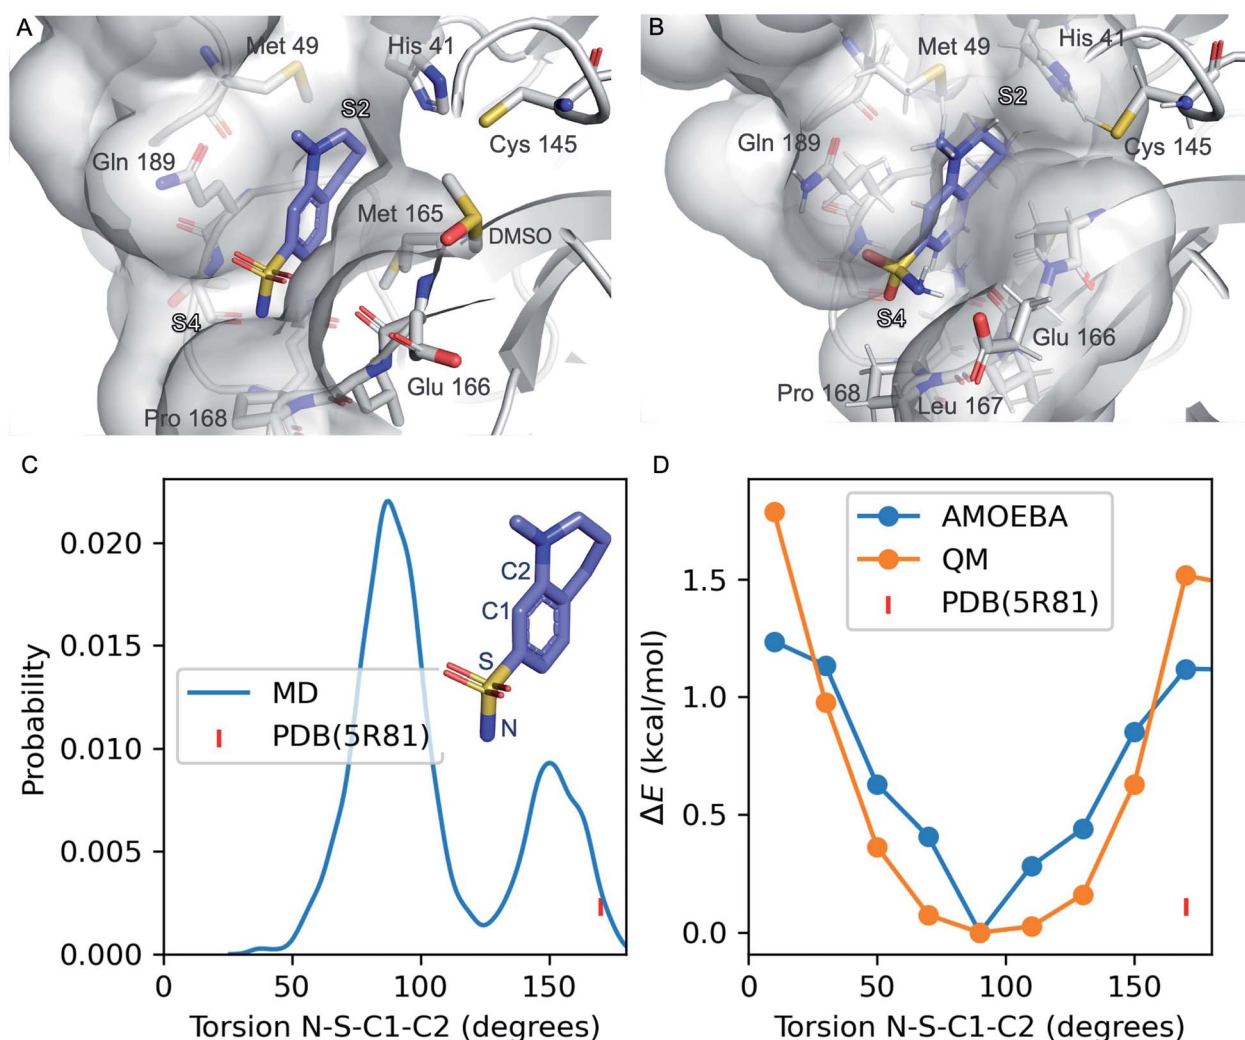 A
Met 49
His 41
S2
Gln 189
Cys 145
Met 165
DMSO
S4
Glu 166
Pro 168
B
Met 49
His 41
S2
Gln 189
Cys 145
S4
Glu 166
Pro 168
Leu 167
C
0.020
0.015
0.010
0.005
0.000
Probability
C2
C1
S
N
MD
PDB(5R81)
0 50 100 150
Torsion N-S-C1-C2 (degrees)
D
AMOEBA
QM
PDB(5R81)
1.5
1.0
0.5
0.0
ΔE (kcal/mol)
0 50 100 150
Torsion N-S-C1-C2 (degrees)